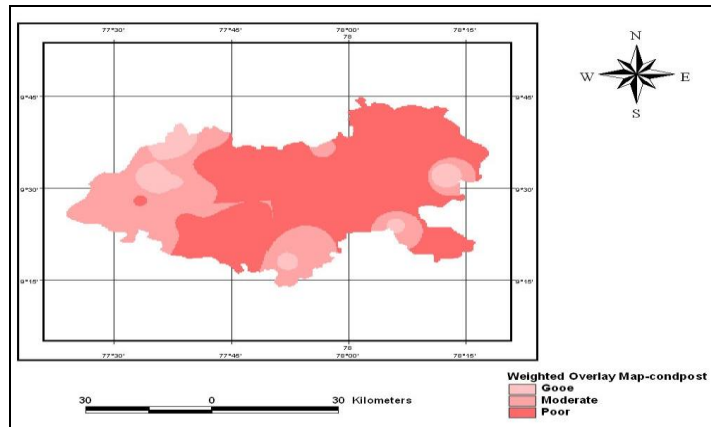 77°30' 77°45' 78°00' 78°15'
78
N
W E
S
9°45' 9°45'
9°30' 9°30'
9°15' 9°15'
78
77°30' 77°45' 78°00' 78°15'
Weighted Overlay Map-condpost
Gooe
Moderate
Poor
30 0 30 Kilometers